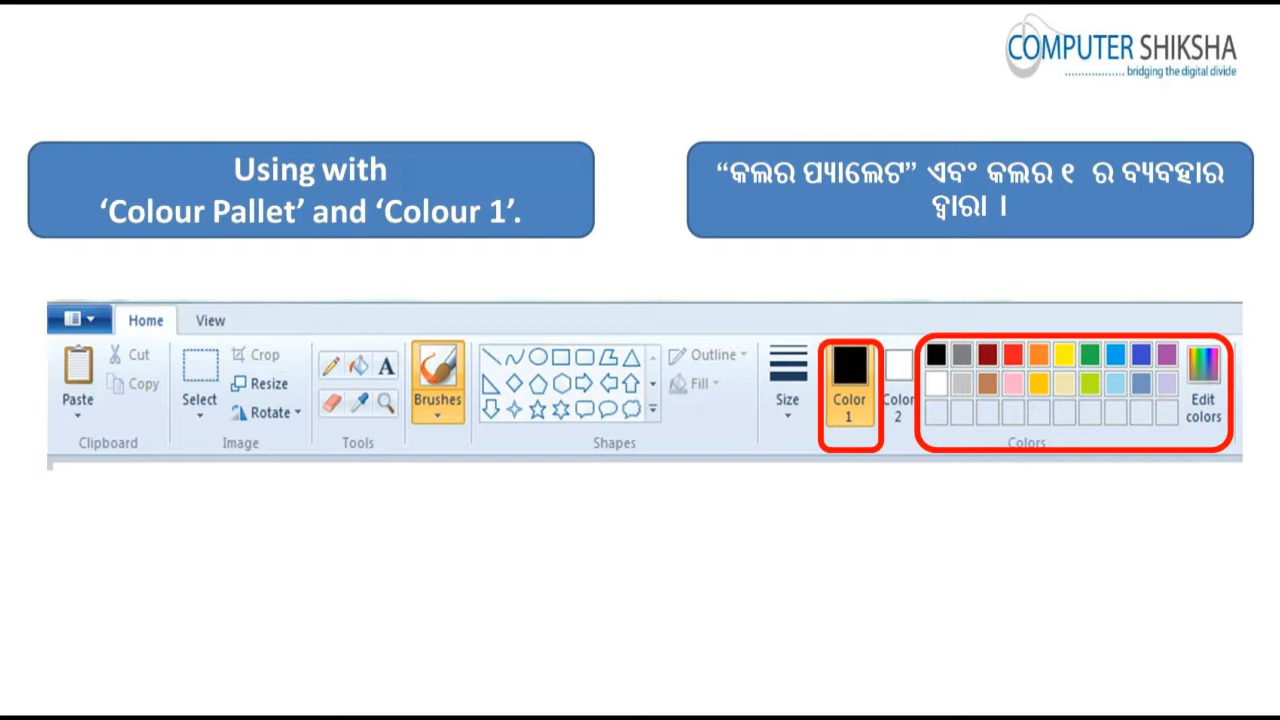 COMPUTER SHIKSHA
bridging the digital divide
Using with
‘Colour Pallet’ and ‘Colour 1’.
“କଲର ପ୍ୟାଲେଟ” ଏବଂ କଲର ୧ ର ବ୍ୟବହାର
ଦ୍ୱାରା ।
Home View
Cut
Copy
Paste
Clipboard
Crop
Resize
Rotate
Select
Image
A
Tools
Brushes
Outline
Fill
Shapes
Size
Color
1
Color
2
Edit
colors
Colors